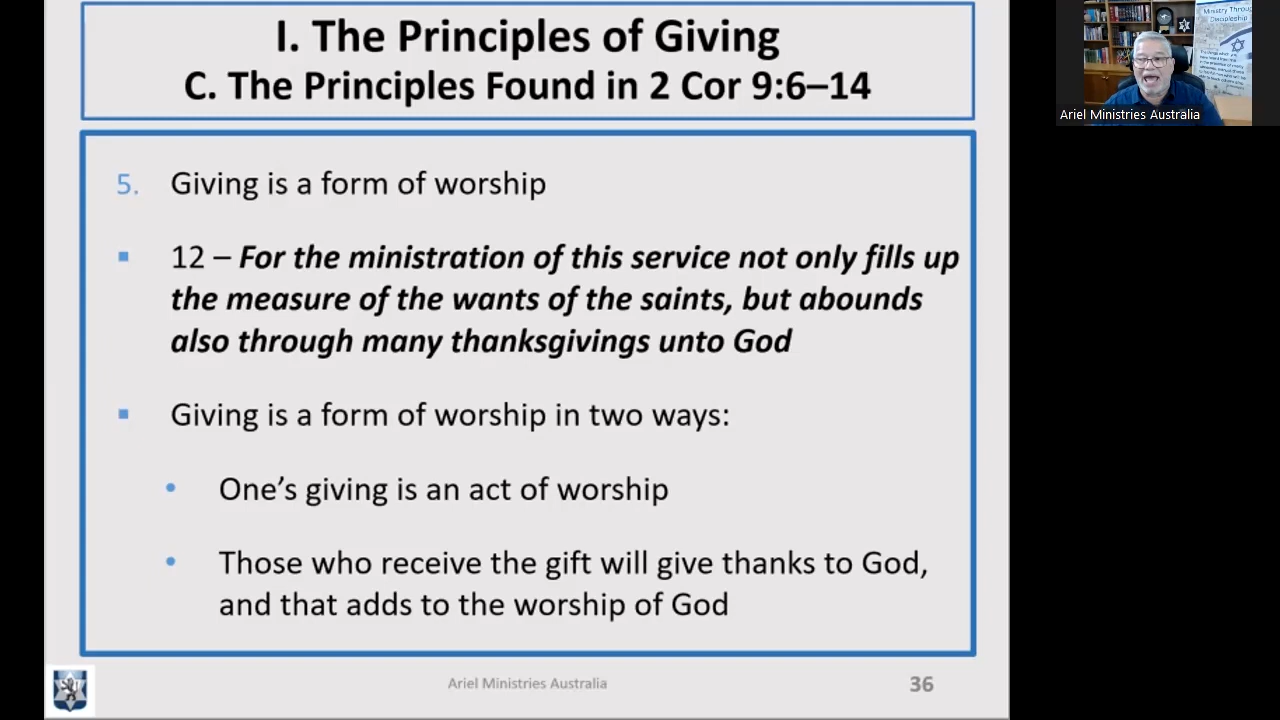 I. The Principles of Giving
C. The Principles Found in 2 Cor 9:6–14
5. Giving is a form of worship
12 – For the ministration of this service not only fills up
the measure of the wants of the saints, but abounds
also through many thanksgivings unto God
Giving is a form of worship in two ways:
One’s giving is an act of worship
Those who receive the gift will give thanks to God,
and that adds to the worship of God
Ariel Ministries Australia
36
Ministry Through
Discipleship
Ariel Ministries Australia